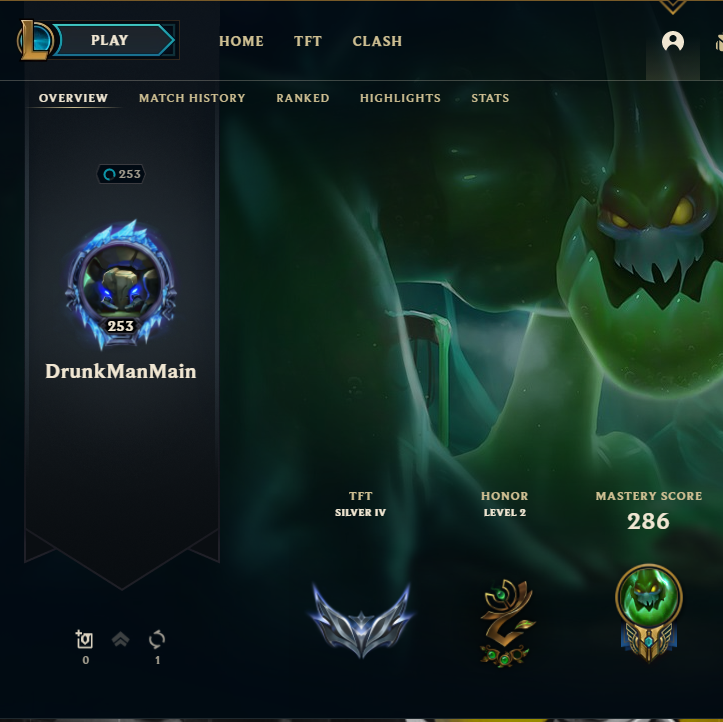 PLAY
HOME
TFT
CLASH
OVERVIEW
MATCH HISTORY
RANKED
HIGHLIGHTS
STATS
253
253
DrunkManMain
TFT
SILVER IV
HONOR
LEVEL 2
MASTERY SCORE
286
0
1